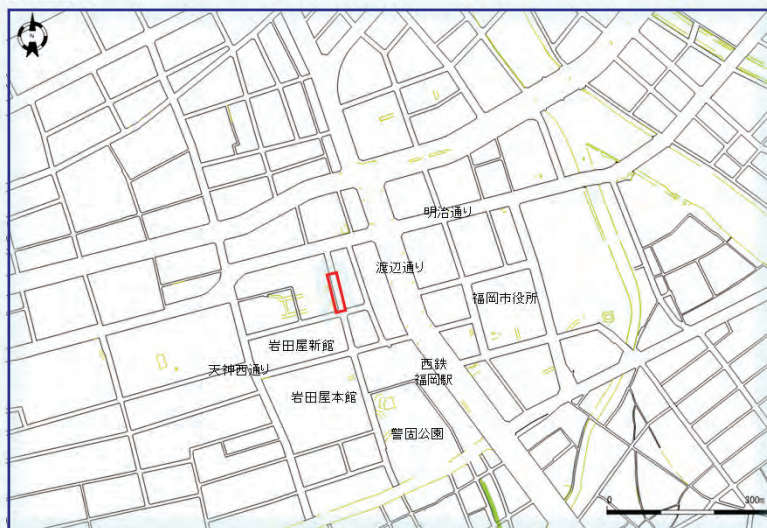 N
明治通り
渡辺通り
福岡市役所
岩田屋新館
西鉄
福岡駅
天神西通り
岩田屋本館
警固公園
0 300m